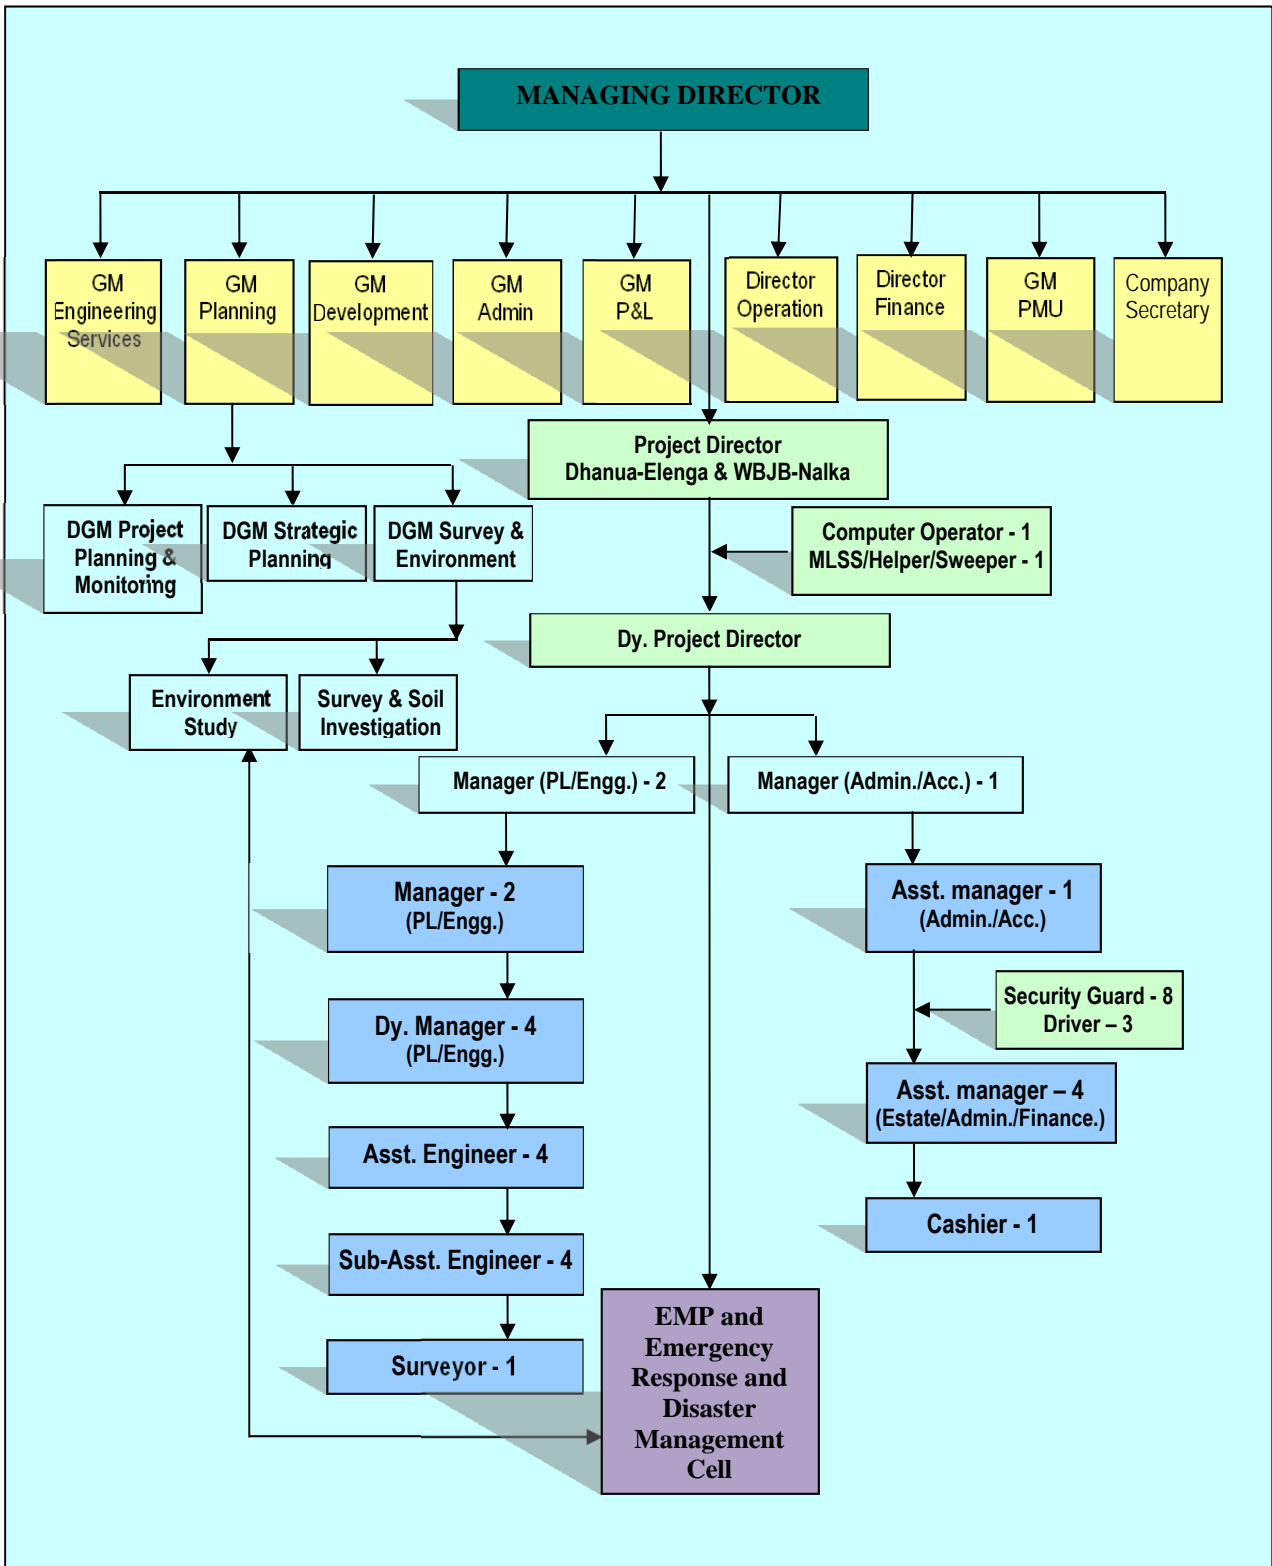 MANAGING DIRECTOR
GM
Engineering
Services
GM
Planning
GM
Development
GM
Admin
GM
P&L
Director
Operation
Director
Finance
GM
PMU
Company
Secretary
Project Director
Dhanua-Elenga & WBJB-Nalka
DGM Project
Planning &
Monitoring
DGM Strategic
Planning
DGM Survey &
Environment
Computer Operator - 1
MLSS/Helper/Sweeper - 1
Dy. Project Director
Environment
Study
Survey & Soil
Investigation
Manager (PL/Engg.) - 2
Manager (Admin./Acc.) - 1
Manager - 2
(PL/Engg.)
Asst. manager - 1
(Admin./Acc.)
Security Guard - 8
Driver – 3
Dy. Manager - 4
(PL/Engg.)
Asst. manager – 4
(Estate/Admin./Finance.)
Asst. Engineer - 4
Cashier - 1
Sub-Asst. Engineer - 4
Surveyor - 1
EMP and
Emergency
Response and
Disaster
Management
Cell